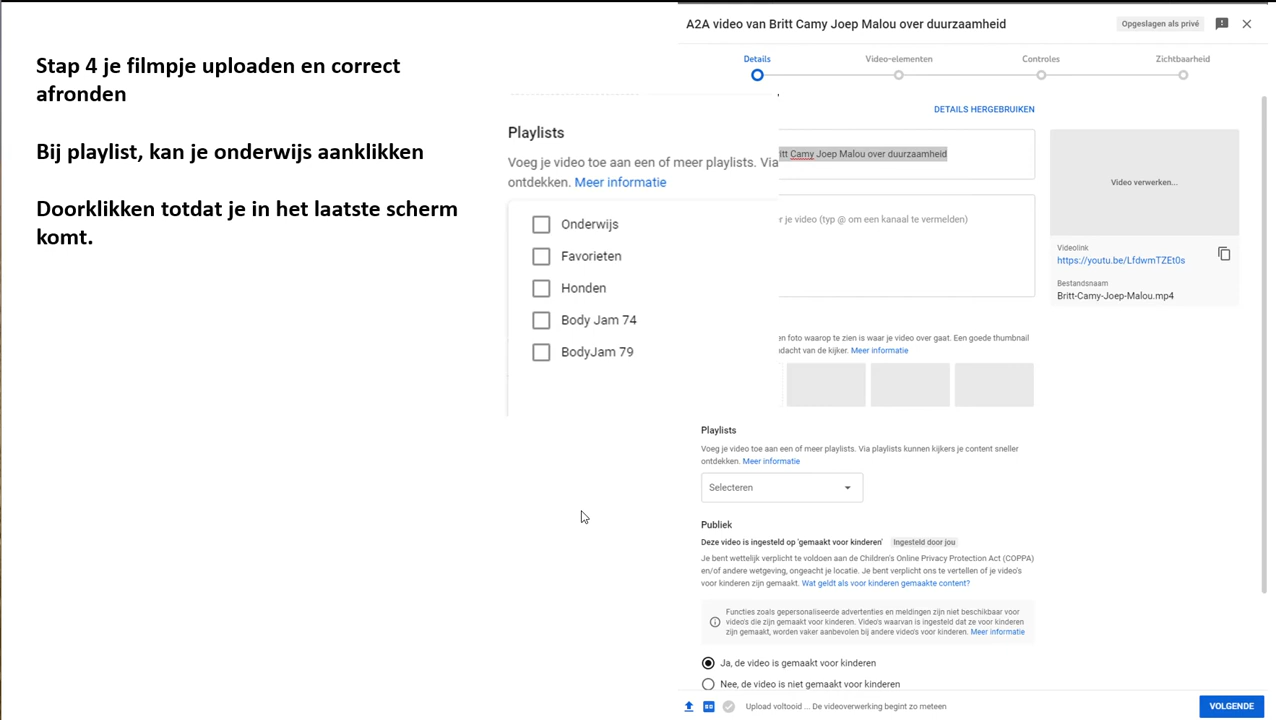 Stap 4 je filmpje uploaden en correct
afronden
Bij playlist, kan je onderwijs aanklikken
Doorklikken totdat je in het laatste scherm
komt.
Playlists
Voeg je video toe aan een of meer playlists. Via
ontdekken. Meer informatie
Onderwijs
Favorieten
Honden
Body Jam 74
BodyJam 79
A2A video van Britt Camy Joep Malou over duurzaamheid
Opgeslagen als privé
Details
Video-elementen
Controles
Zichtbaarheid
DETAILS HERGEBRUIKEN
ritt Camy Joep Malou over duurzaamheid
r je video (typ @ om een kanaal te vermelden)
Video verwerken...
Videolink
https://youtu.be/LfdwmTZEt0s
Bestandsnaam
Britt-Camy-Joep-Malou.mp4
en foto waarop te zien is waar je video over gaat. Een goede thumbnail
ndacht van de kijker. Meer informatie
Playlists
Voeg je video toe aan een of meer playlists. Via playlists kunnen kijkers je content sneller
ontdekken. Meer informatie
Selecteren
Publiek
Deze video is ingesteld op 'gemaakt voor kinderen' Ingesteld door jou
Je bent wettelijk verplicht te voldoen aan de Children's Online Privacy Protection Act (COPPA)
en/of andere wetgeving, ongeacht je locatie. Je bent verplicht ons te vertellen of je video's
voor kinderen zijn gemaakt. Wat geldt als voor kinderen gemaakte content?
Functies zoals gepersonaliseerde advertenties en meldingen zijn niet beschikbaar voor
video's die zijn gemaakt voor kinderen. Video's waarvan is ingesteld dat ze voor kinderen
zijn gemaakt, worden vaker aanbevolen bij andere video's voor kinderen. Meer informatie
Ja, de video is gemaakt voor kinderen
Nee, de video is niet gemaakt voor kinderen
Upload voltooid ... De videoverwerking begint zo meteen
VOLGENDE